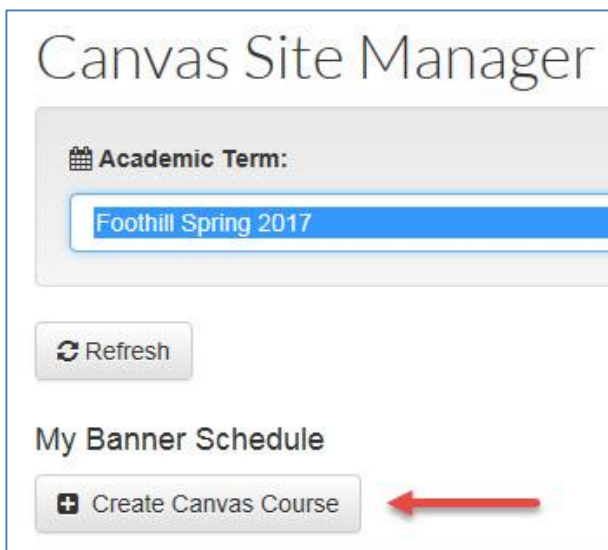 Canvas Site Manager
Academic Term:
Foothill Spring 2017
Refresh
My Banner Schedule
Create Canvas Course